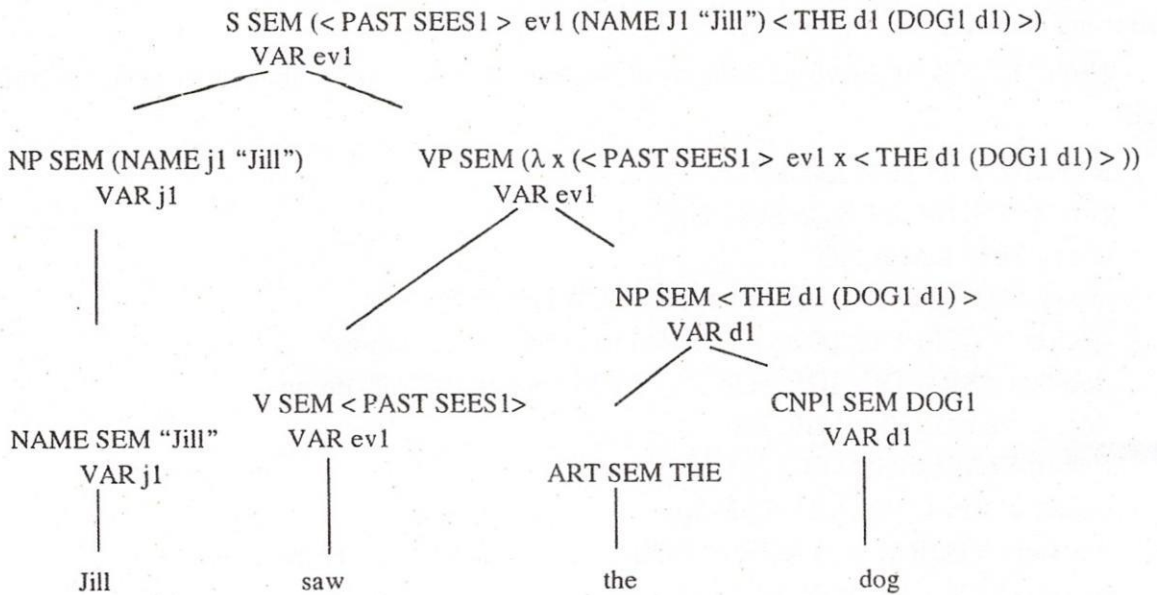 S SEM (< PAST SEES1 > ev1 (NAME J1 “Jill”) < THE d1 (DOG1 d1) >)
VAR ev1
NP SEM (NAME j1 “Jill”)
VAR j1
VP SEM (λ x (< PAST SEES1 > ev1 x < THE d1 (DOG1 d1) > ))
VAR ev1
NP SEM < THE d1 (DOG1 d1) >
VAR d1
V SEM < PAST SEES1>
VAR ev1
CNP1 SEM DOG1
VAR d1
NAME SEM “Jill”
VAR j1
ART SEM THE
Jill saw the dog